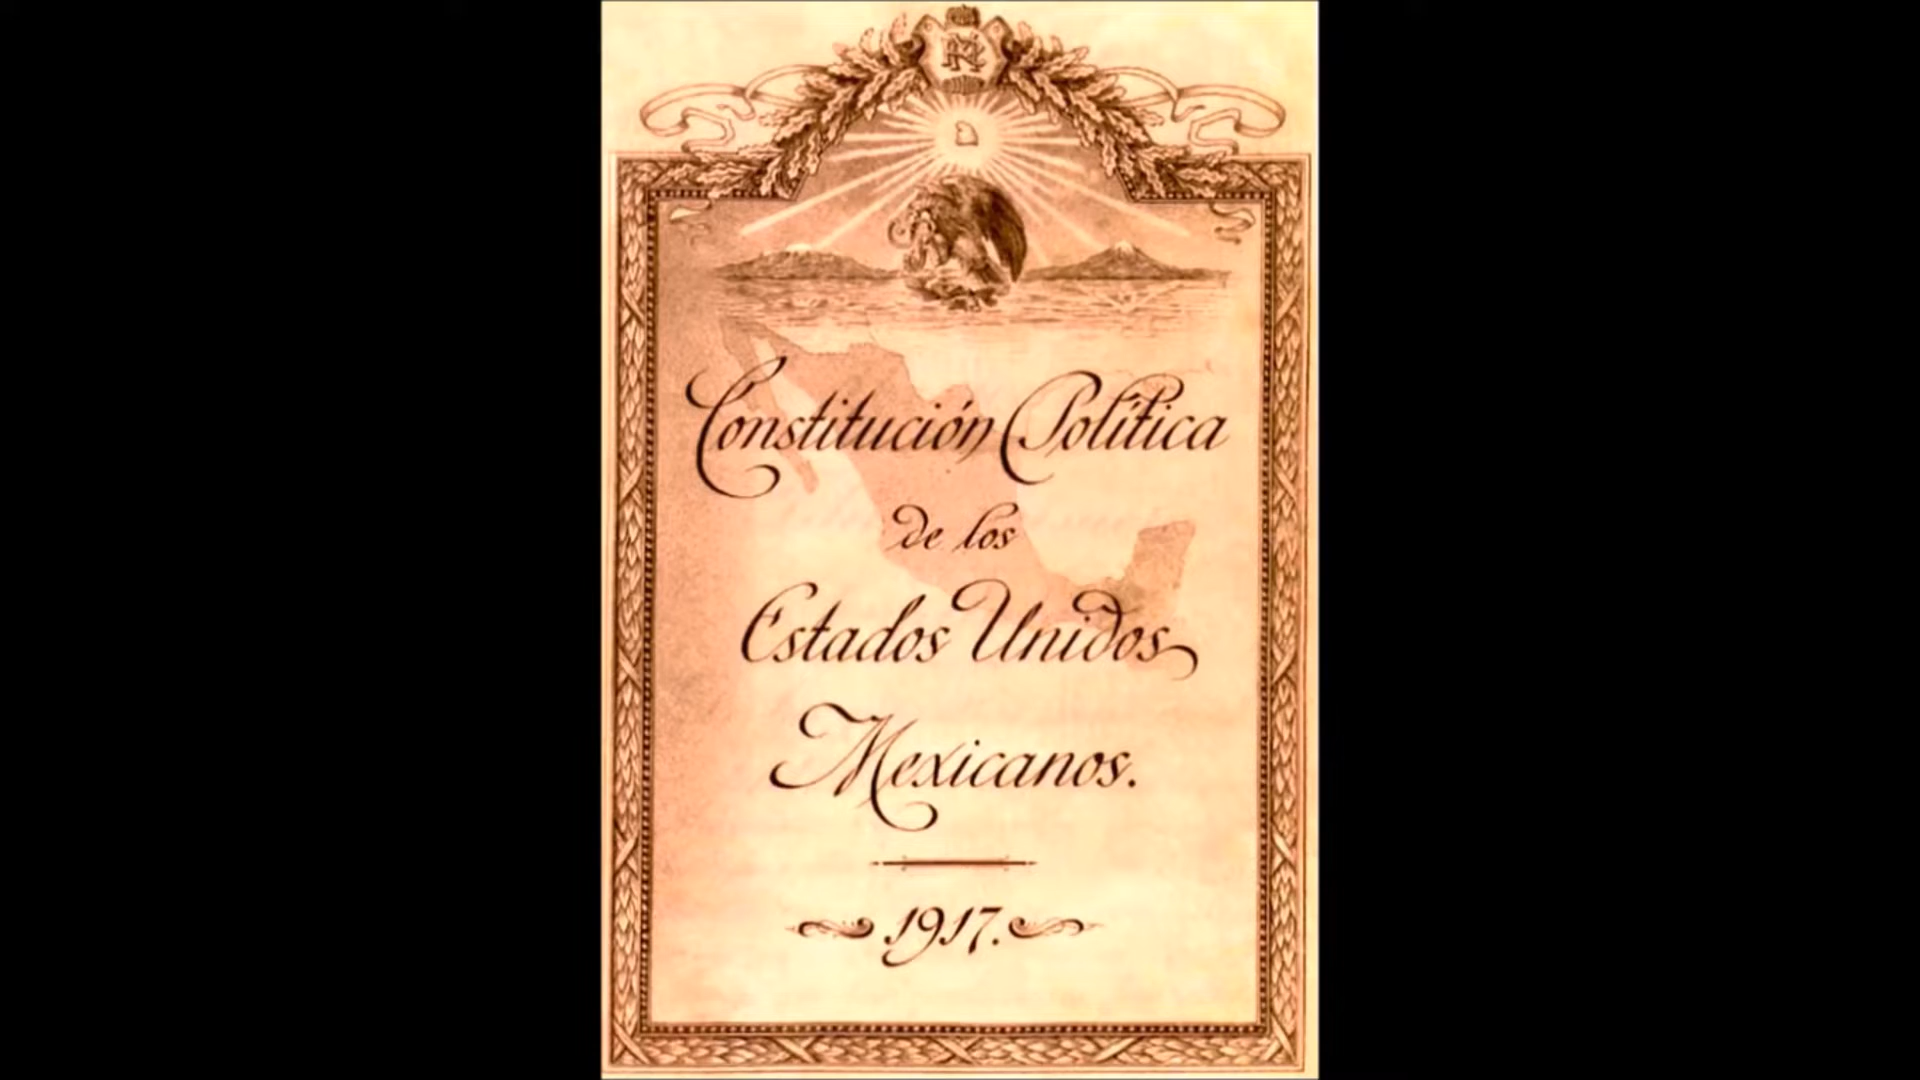 Constitución Política
de los
Estados Unidos
Mexicanos.
1917.